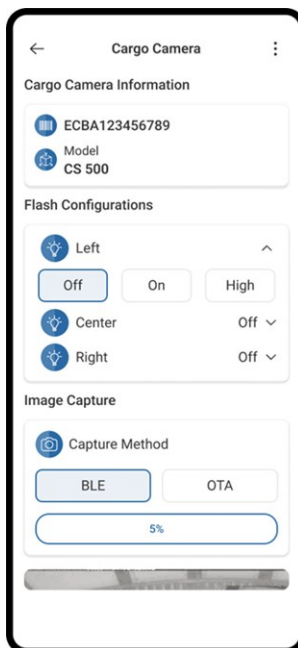 Cargo Camera
Cargo Camera Information
ECBA123456789
Model
CS 500
Flash Configurations
Left
Off On High
Center Off
Right Off
Image Capture
Capture Method
BLE OTA
5%